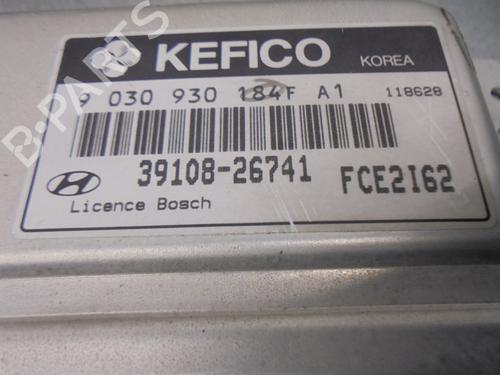 KEFICO
KOREA
9 030 930 184F A1
118628
39108-26741
FCE2I62
Licence Bosch
B-PARTS